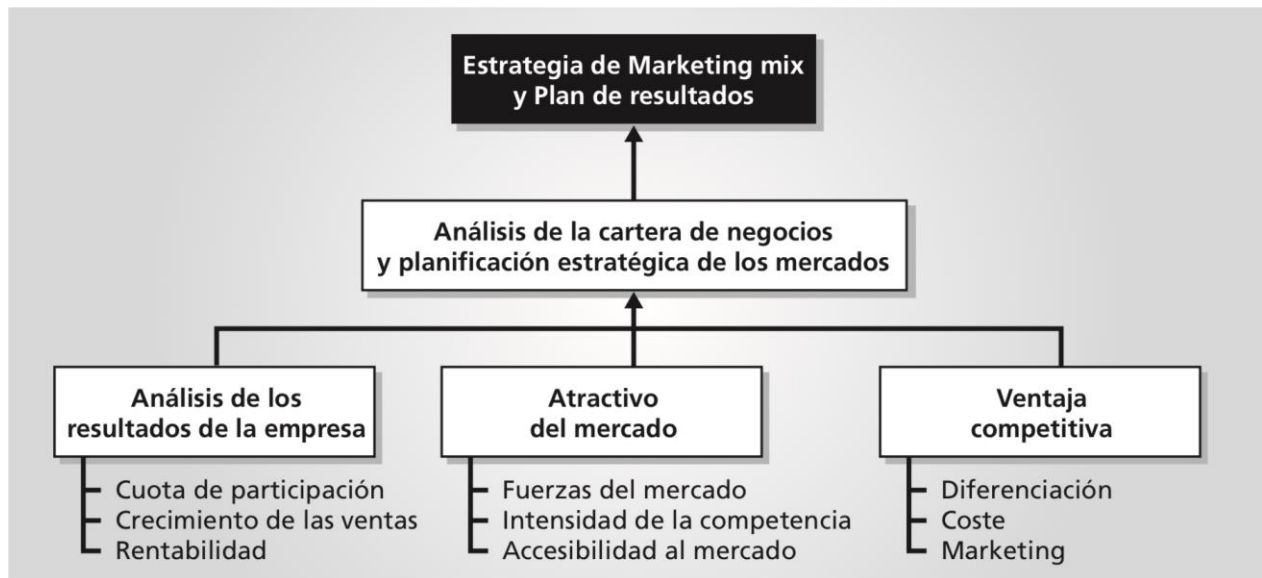 Estrategia de Marketing mix
y Plan de resultados
Análisis de la cartera de negocios
y planificación estratégica de los mercados
Análisis de los
resultados de la empresa
Cuota de participación
Crecimiento de las ventas
Rentabilidad
Atractivo
del mercado
Fuerzas del mercado
Intensidad de la competencia
Accesibilidad al mercado
Ventaja
competitiva
Diferenciación
Coste
Marketing